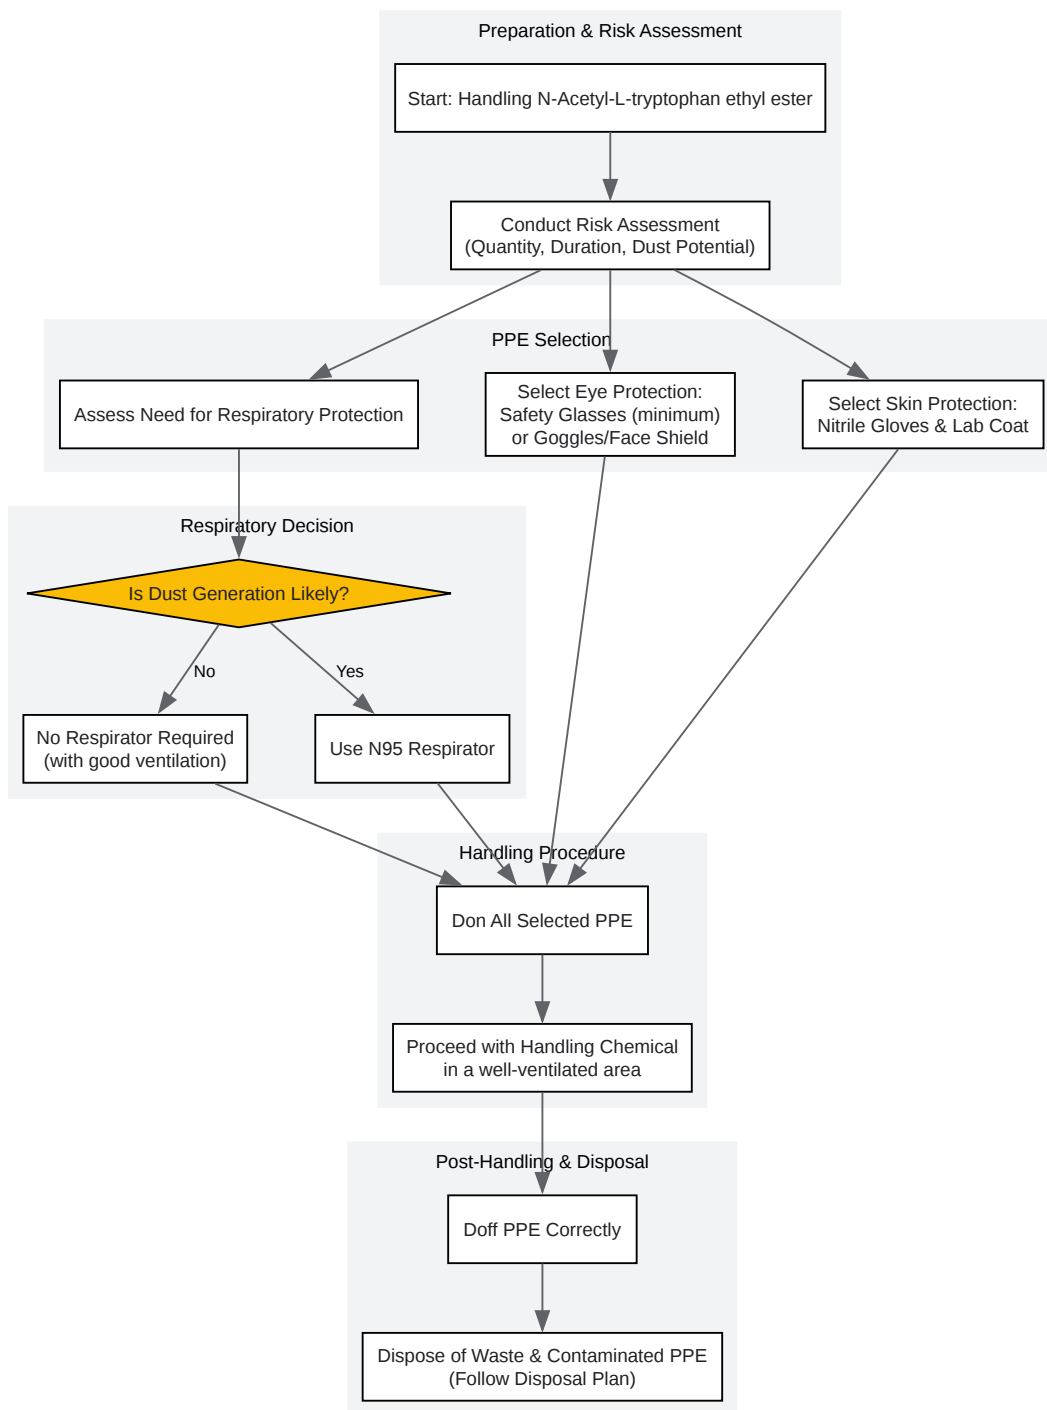 Preparation & Risk Assessment
Start: Handling N-Acetyl-L-tryptophan ethyl ester
Conduct Risk Assessment
(Quantity, Duration, Dust Potential)
PPE Selection
Assess Need for Respiratory Protection
Select Eye Protection:
Safety Glasses (minimum)
or Goggles/Face Shield
Select Skin Protection:
Nitrile Gloves & Lab Coat
Respiratory Decision
Is Dust Generation Likely?
No
Yes
No Respirator Required
(with good ventilation)
Use N95 Respirator
Handling Procedure
Don All Selected PPE
Proceed with Handling Chemical
in a well-ventilated area
Post-Handling & Disposal
Doff PPE Correctly
Dispose of Waste & Contaminated PPE
(Follow Disposal Plan)